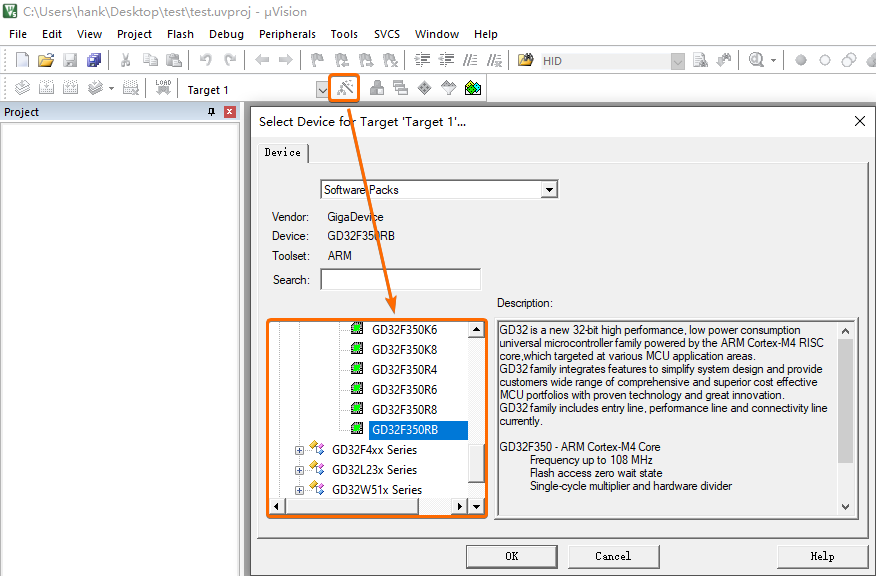 C:\Users\hank\Desktop\test\test.uvproj - µVision
File Edit View Project Flash Debug Peripherals Tools SVCS Window Help
HID
LOAD
Target 1
Project
Select Device for Target 'Target 1'...
Device
Software Packs
Vendor: GigaDevice
Device: GD32F350RB
Toolset: ARM
Search:
GD32F350K6
GD32F350K8
GD32F350R4
GD32F350R6
GD32F350R8
GD32F350RB
GD32F4xx Series
GD32L23x Series
GD32W51x Series
Description:
GD32 is a new 32-bit high performance, low power consumption
universal microcontroller family powered by the ARM Cortex-M4 RISC
core,which targeted at various MCU application areas.
GD32 family integrates features to simplify system design and provide
customers wide range of comprehensive and superior cost effective
MCU portfolios with proven technology and great innovation.
GD32 family includes entry line, performance line and connectivity line
currently.
GD32F350 - ARM Cortex-M4 Core
Frequency up to 108 MHz
Flash access zero wait state
Single-cycle multiplier and hardware divider
OK Cancel Help